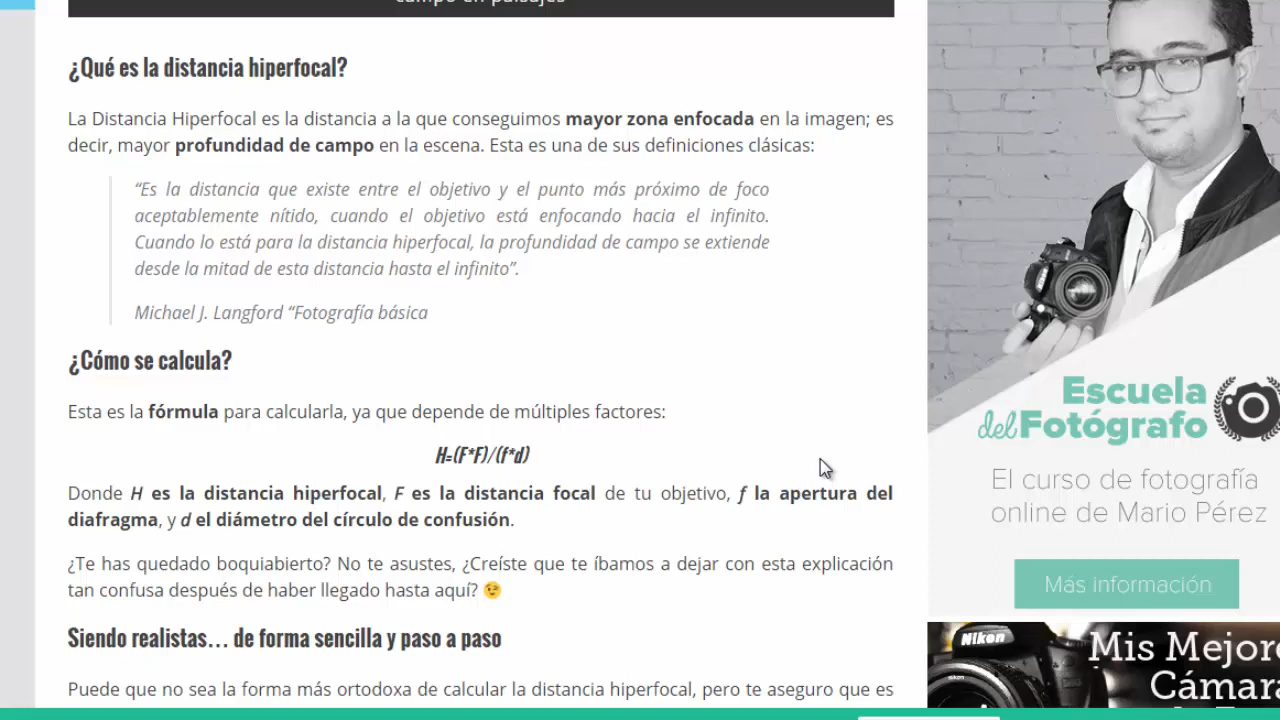 campo en paisajes
¿Qué es la distancia hiperfocal?
La Distancia Hiperfocal es la distancia a la que conseguimos mayor zona enfocada en la imagen; es
decir, mayor profundidad de campo en la escena. Esta es una de sus definiciones clásicas:
“Es la distancia que existe entre el objetivo y el punto más próximo de foco
aceptablemente nítido, cuando el objetivo está enfocando hacia el infinito.
Cuando lo está para la distancia hiperfocal, la profundidad de campo se extiende
desde la mitad de esta distancia hasta el infinito”.
Michael J. Langford “Fotografía básica
¿Cómo se calcula?
Esta es la fórmula para calcularla, ya que depende de múltiples factores:
H=(F*F)/(f*d)
Donde H es la distancia hiperfocal, F es la distancia focal de tu objetivo, f la apertura del
diafragma, y d el diámetro del círculo de confusión.
¿Te has quedado boquiabierto? No te asustes, ¿Creíste que te íbamos a dejar con esta explicación
tan confusa después de haber llegado hasta aquí? 😉
Siendo realistas… de forma sencilla y paso a paso
Puede que no sea la forma más ortodoxa de calcular la distancia hiperfocal, pero te aseguro que es
Escuela
del Fotógrafo
El curso de fotografía
online de Mario Pérez
Más información
Nikon
Nikon
Mis Mejore
Cámara